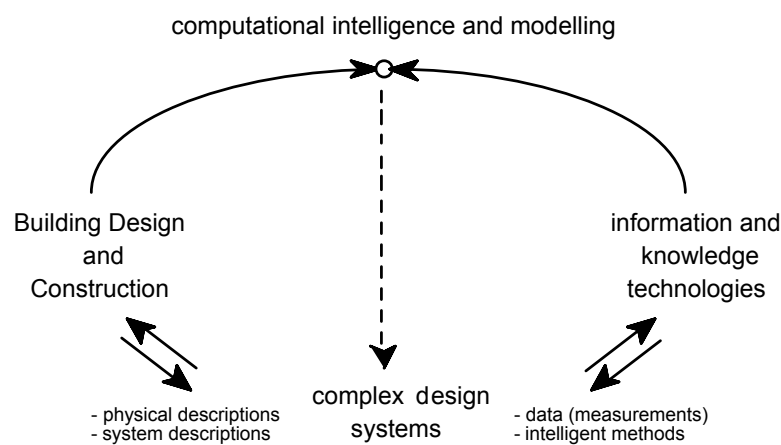 computational intelligence and modelling
Building Design
and
Construction
information and
knowledge
technologies
- physical descriptions
- system descriptions
complex design
systems
- data (measurements)
- intelligent methods